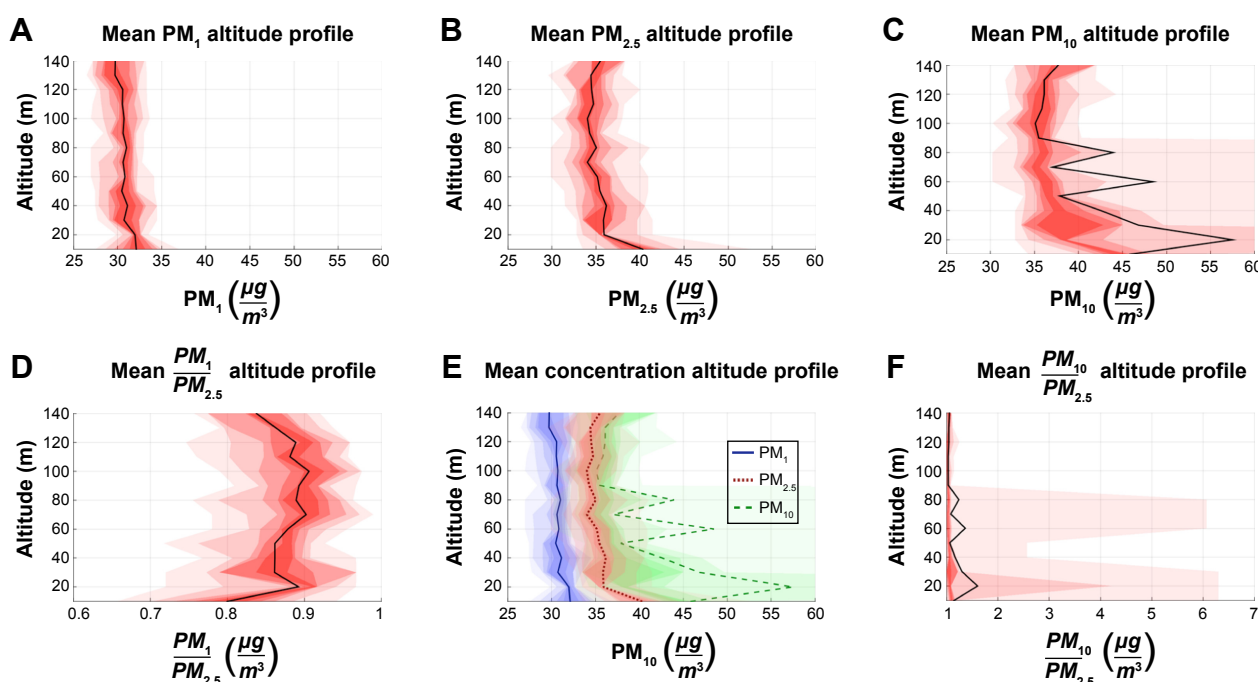 A
Mean PM1 altitude profile
Altitude (m)
140
120
100
80
60
40
20
25 30 35 40 45 50 55 60
PM1 (μg/m³)
B
Mean PM2.5 altitude profile
Altitude (m)
140
120
100
80
60
40
20
25 30 35 40 45 50 55 60
PM2.5 (μg/m³)
C
Mean PM10 altitude profile
Altitude (m)
140
120
100
80
60
40
20
25 30 35 40 45 50 55 60
PM10 (μg/m³)
D
Mean PM1/PM2.5 altitude profile
Altitude (m)
140
120
100
80
60
40
20
0.6 0.7 0.8 0.9 1
PM1/PM2.5 (μg/m³)
E
Mean concentration altitude profile
Altitude (m)
140
120
100
80
60
40
20
PM1
PM2.5
PM10
25 30 35 40 45 50 55 60
PM10 (μg/m³)
F
Mean PM10/PM2.5 altitude profile
Altitude (m)
140
120
100
80
60
40
20
1 2 3 4 5 6 7
PM10/PM2.5 (μg/m³)